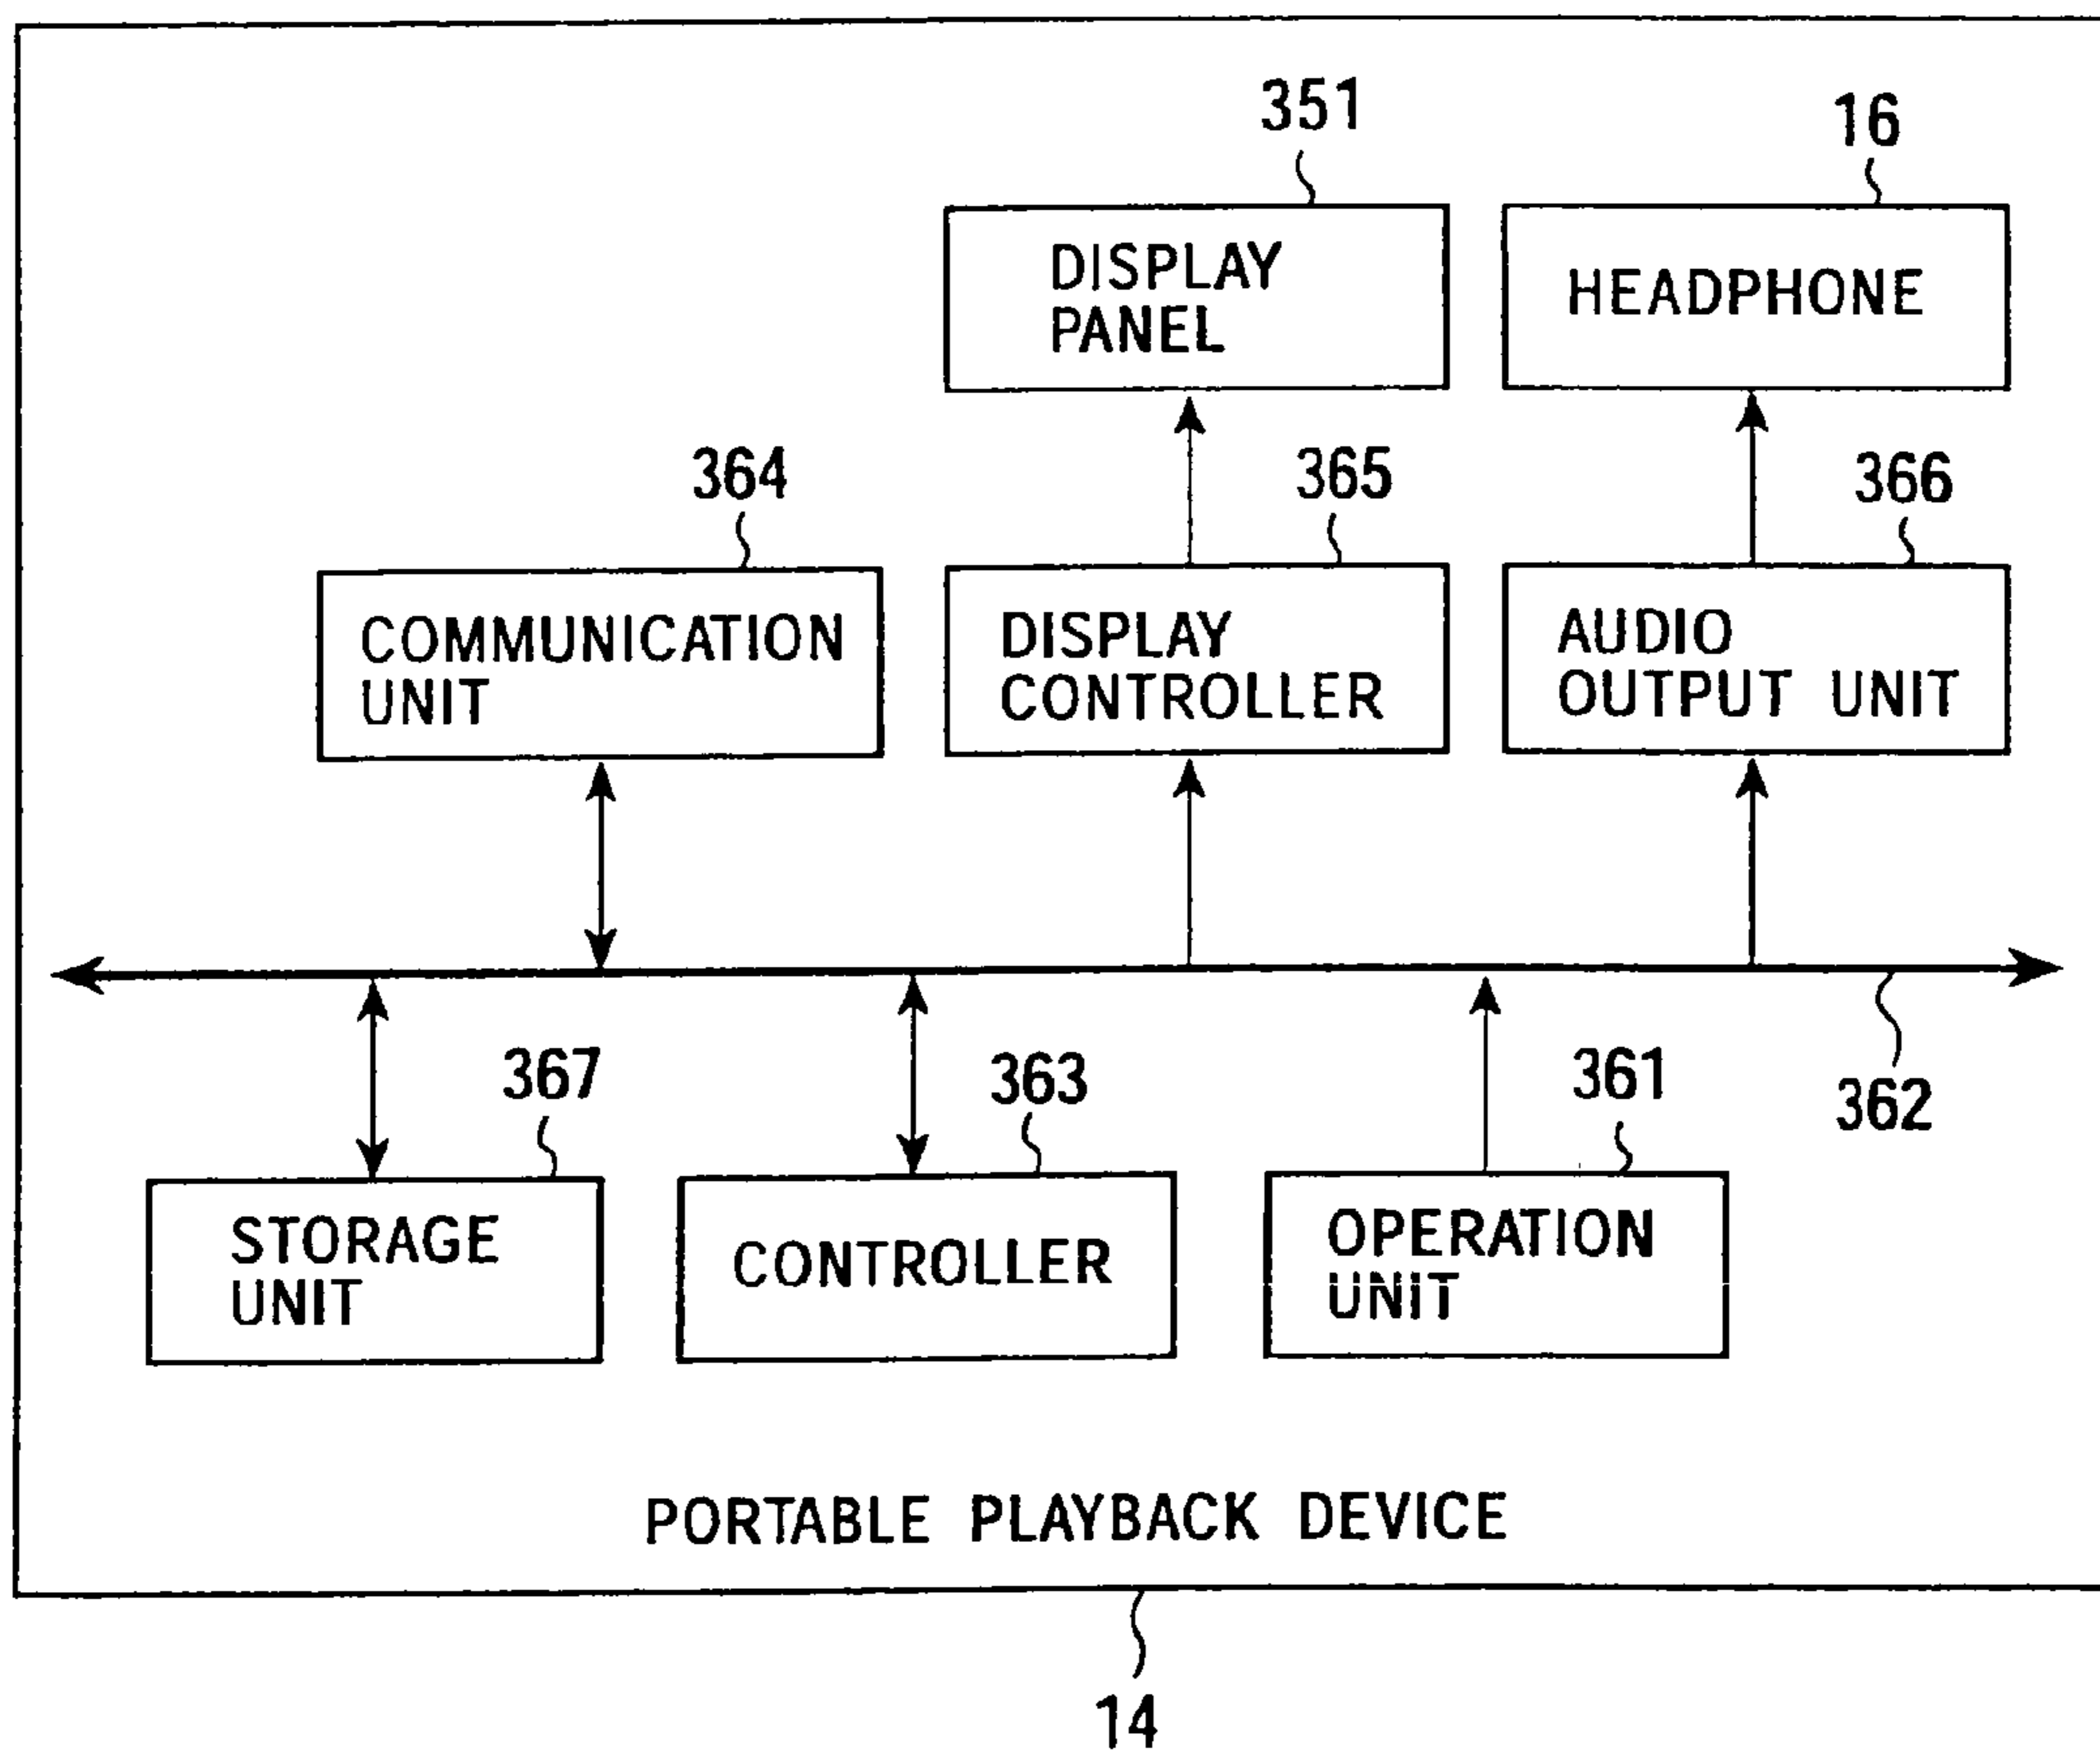 351
16
DISPLAY
PANEL
HEADPHONE
364
365
366
COMMUNICATION
UNIT
DISPLAY
CONTROLLER
AUDIO
OUTPUT UNIT
367
363
361
362
STORAGE
UNIT
CONTROLLER
OPERATION
UNIT
PORTABLE PLAYBACK DEVICE
14